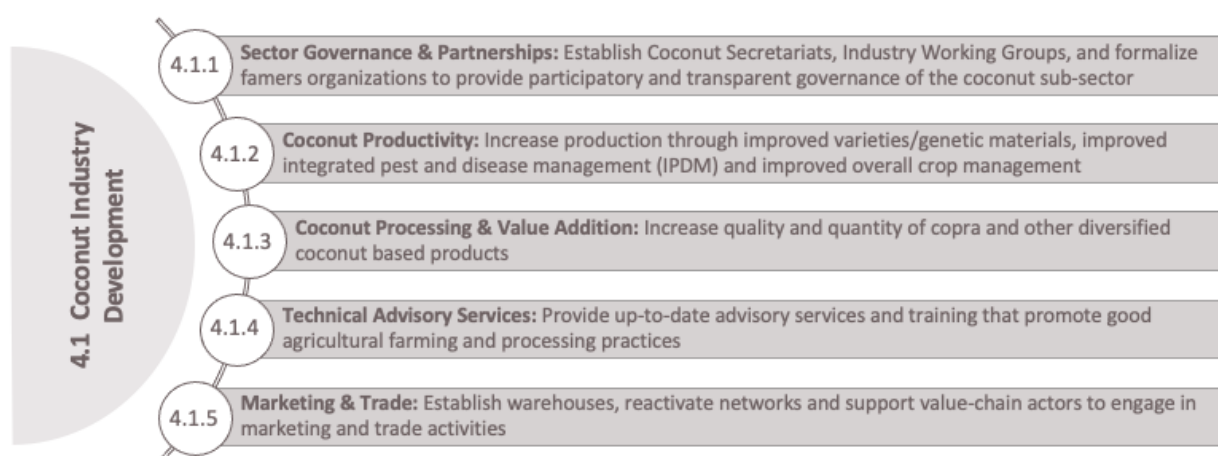 4.1 Coconut Industry
Development
4.1.1
Sector Governance & Partnerships: Establish Coconut Secretariats, Industry Working Groups, and formalize
famers organizations to provide participatory and transparent governance of the coconut sub-sector
4.1.2
Coconut Productivity: Increase production through improved varieties/genetic materials, improved
integrated pest and disease management (IPDM) and improved overall crop management
4.1.3
Coconut Processing & Value Addition: Increase quality and quantity of copra and other diversified
coconut based products
4.1.4
Technical Advisory Services: Provide up-to-date advisory services and training that promote good
agricultural farming and processing practices
4.1.5
Marketing & Trade: Establish warehouses, reactivate networks and support value-chain actors to engage in
marketing and trade activities